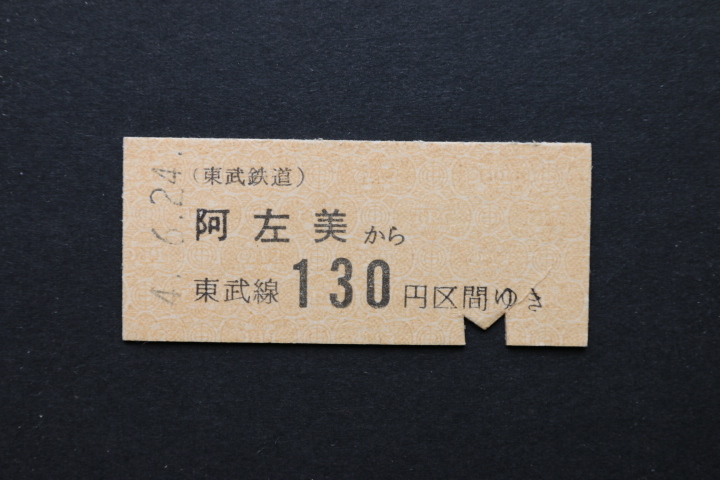 4.6.24.
（東武鉄道）
阿左美から
東武線130円区間ゆき